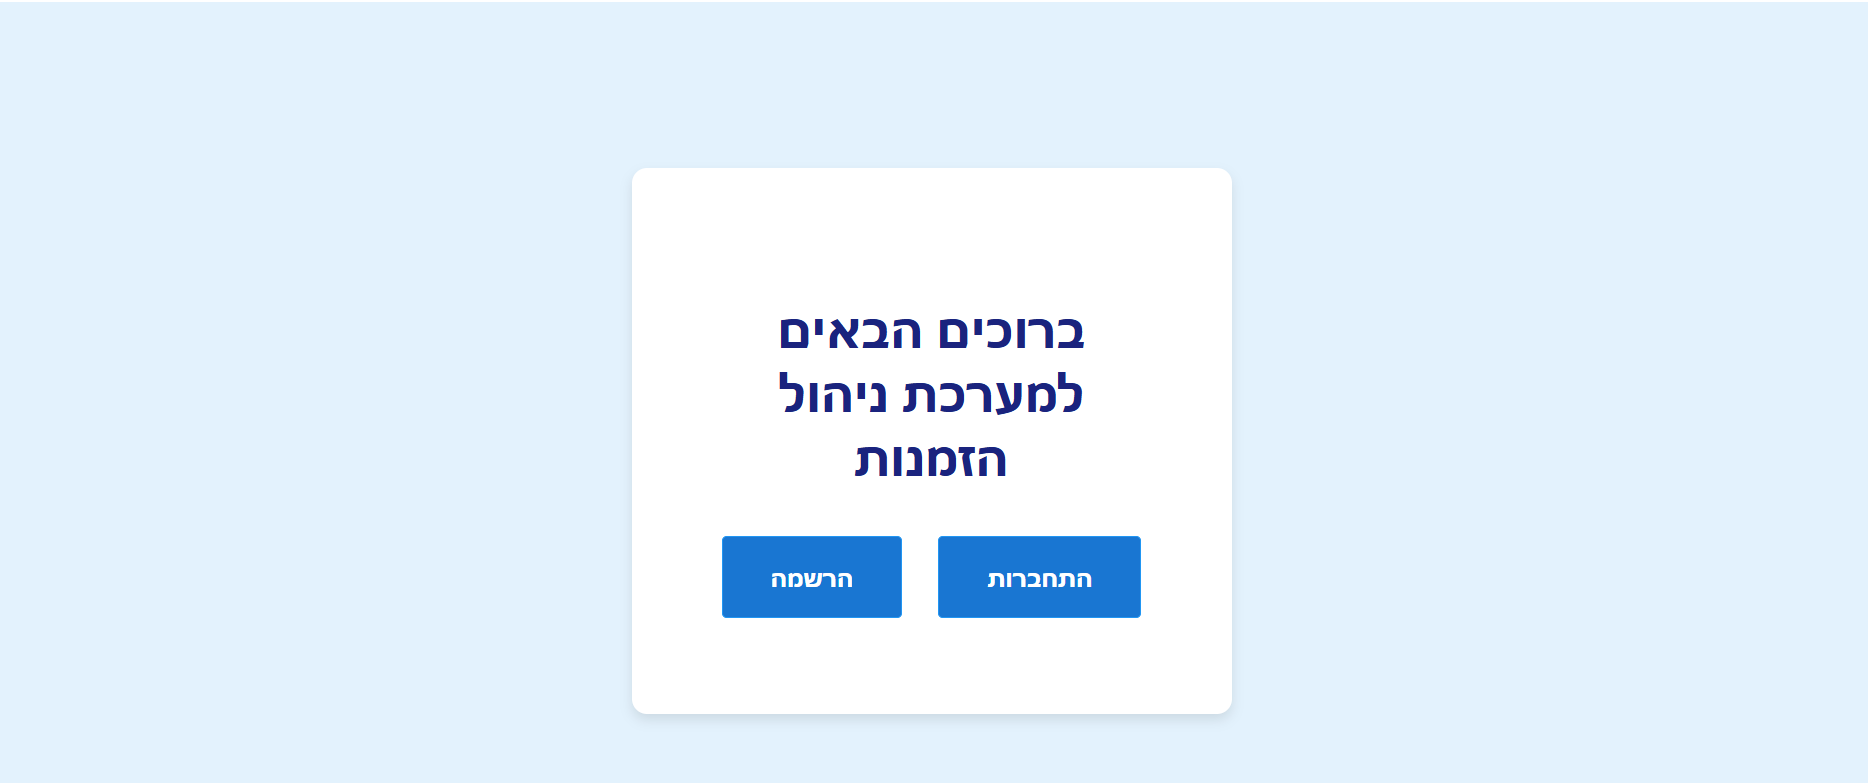 ברוכים הבאים
למערכת ניהול
הזמנות
התחברות
הרשמה